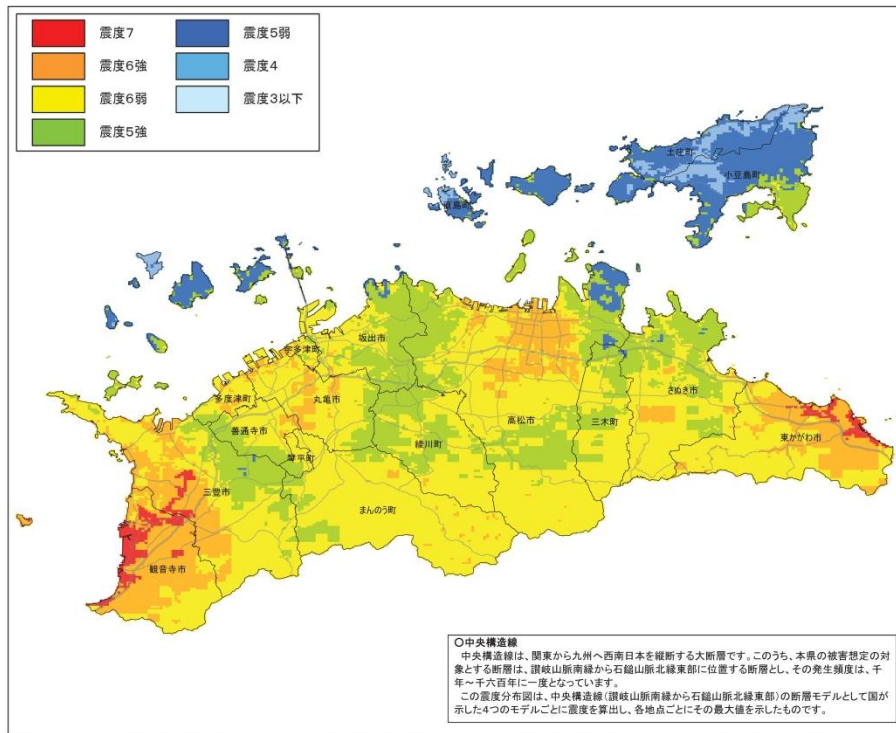 震度7
震度6強
震度6弱
震度5強
震度5弱
震度4
震度3以下
土庄町
小豆島町
直島町
坂出市
宇多津町
多度津町
丸亀市
善通寺市
琴平町
綾川町
高松市
三木町
さぬき市
東かがわ市
三豊市
まんのう町
観音寺市
○中央構造線
中央構造線は、関東から九州へ西南日本を縦断する大断層です。このうち、本県の被害想定の対
象とする断層は、讃岐山脈南縁から石鎚山脈北縁東部に位置する断層とし、その発生頻度は、千
年～千六百年に一度となっています。
この震度分布図は、中央構造線（讃岐山脈南縁から石鎚山脈北縁東部）の断層モデルとして国が
示した４つのモデルごとに震度を算出し、各地点ごとにその最大値を示したものです。